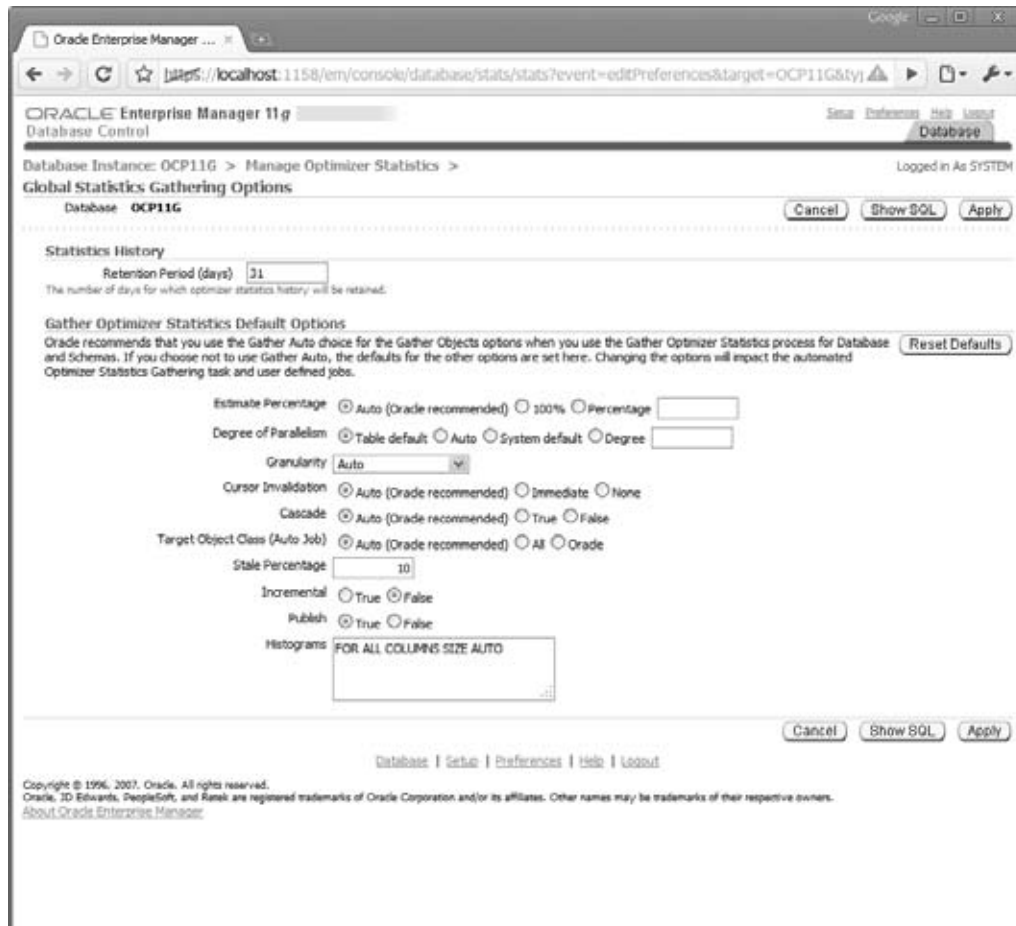 Google
Oracle Enterprise Manager ...
https://localhost:1158/em/console/database/stats/stats?event=editPreferences&target=OCP11G&ty
ORACLE Enterprise Manager 11g
Setup Preferences Help Logout
Database Control
Database
Database Instance: OCP11G > Manage Optimizer Statistics >
Logged in As SYSTEM
Global Statistics Gathering Options
Database OCP11G
Cancel Show SQL Apply
Statistics History
Retention Period (days) 31
The number of days for which optimizer statistics history will be retained.
Gather Optimizer Statistics Default Options
Oracle recommends that you use the Gather Auto choice for the Gather Objects options when you use the Gather Optimizer Statistics process for Database
and Schemas. If you choose not to use Gather Auto, the defaults for the other options are set here. Changing the options will impact the automated
Optimizer Statistics Gathering task and user defined jobs.
Reset Defaults
Estimate Percentage Auto (Oracle recommended) 100% Percentage
Degree of Parallelism Table default Auto System default Degree
Granularity Auto
Cursor Invalidation Auto (Oracle recommended) Immediate None
Cascade Auto (Oracle recommended) True False
Target Object Class (Auto Job) Auto (Oracle recommended) All Oracle
Stale Percentage 10
Incremental True False
Publish True False
Histograms FOR ALL COLUMNS SIZE AUTO
Cancel Show SQL Apply
Database | Setup | Preferences | Help | Logout
Copyright © 1996, 2007, Oracle. All rights reserved.
Oracle, JD Edwards, PeopleSoft, and Retek are registered trademarks of Oracle Corporation and/or its affiliates. Other names may be trademarks of their respective owners.
About Oracle Enterprise Manager